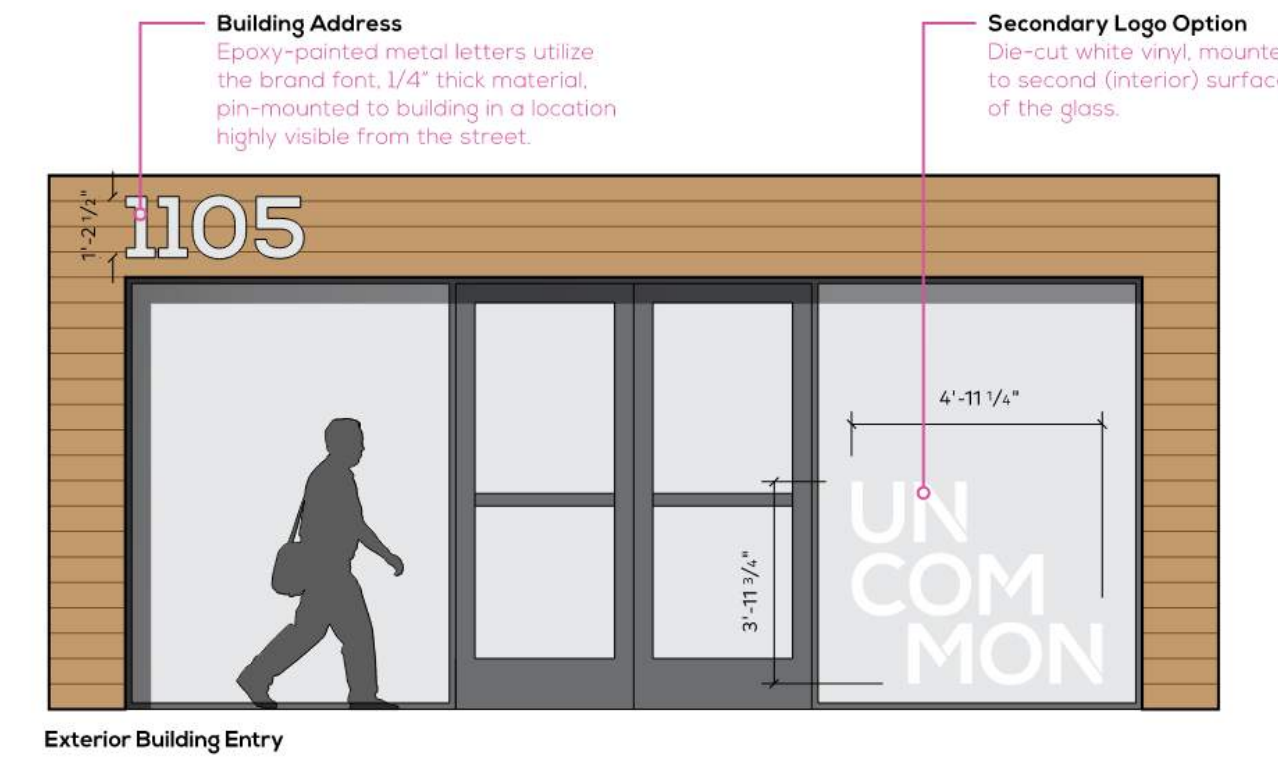 Building Address
Epoxy-painted metal letters utilize
the brand font, 1/4" thick material,
pin-mounted to building in a location
highly visible from the street.
Secondary Logo Option
Die-cut white vinyl, mounte
to second (interior) surface
of the glass.
1'-2 1/2"
1105
4'-11 1/4"
3'-11 3/4"
UN
COM
MON
Exterior Building Entry